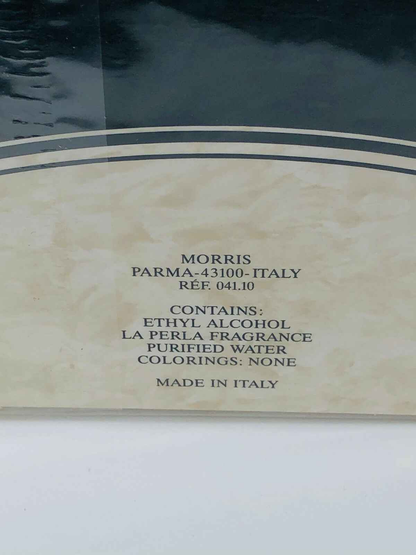 MORRIS
PARMA-43100-ITALY
RÉF. 041.10
CONTAINS:
ETHYL ALCOHOL
LA PERLA FRAGRANCE
PURIFIED WATER
COLORINGS: NONE
MADE IN ITALY